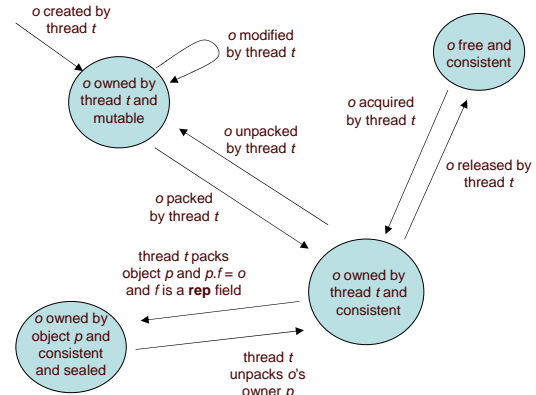 o created by
thread t
o modified
by thread t
o free and
consistent
o owned by
thread t and
mutable
o acquired
by thread t
o unpacked
by thread t
o released by
thread t
o packed
by thread t
thread t packs
object p and p.f = o
and f is a rep field
o owned by
thread t and
consistent
o owned by
object p and
consistent
and sealed
thread t
unpacks o's
owner p